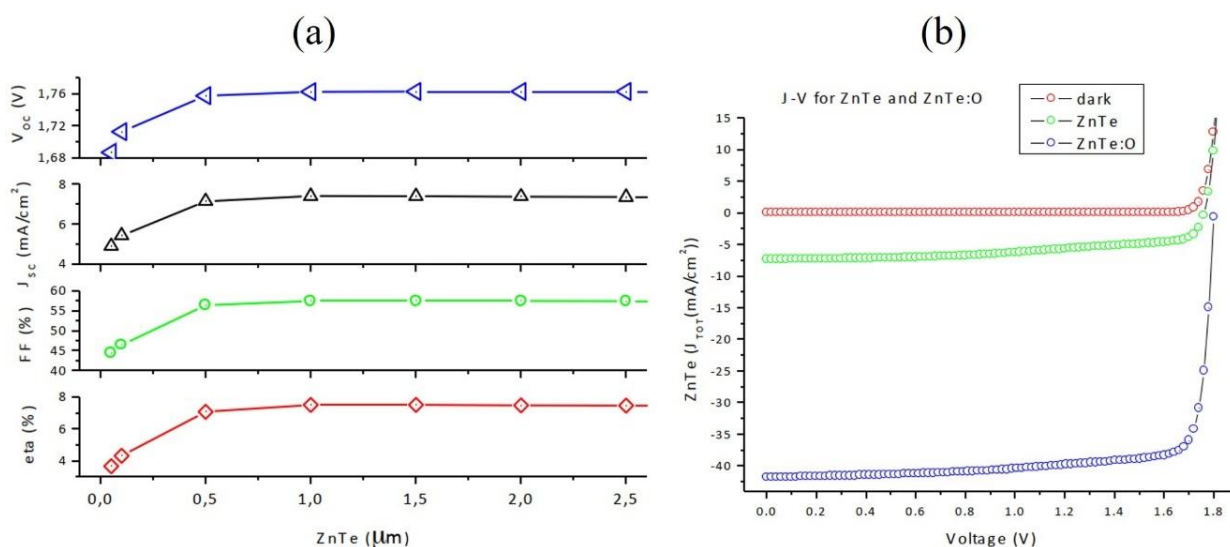 (a)
(b)
V_OC (V)
1,76
1,72
1,68
J_SC (mA/cm²)
8
6
4
FF (%)
60
55
50
45
40
eta (%)
8
6
4
0,0 0,5 1,0 1,5 2,0 2,5
ZnTe (μm)
J-V for ZnTe and ZnTe:O
dark
ZnTe
ZnTe:O
ZnTe (J_TOT(mA/cm²))
15
10
5
0
-5
-10
-15
-20
-25
-30
-35
-40
0.0 0.2 0.4 0.6 0.8 1.0 1.2 1.4 1.6 1.8
Voltage (V)